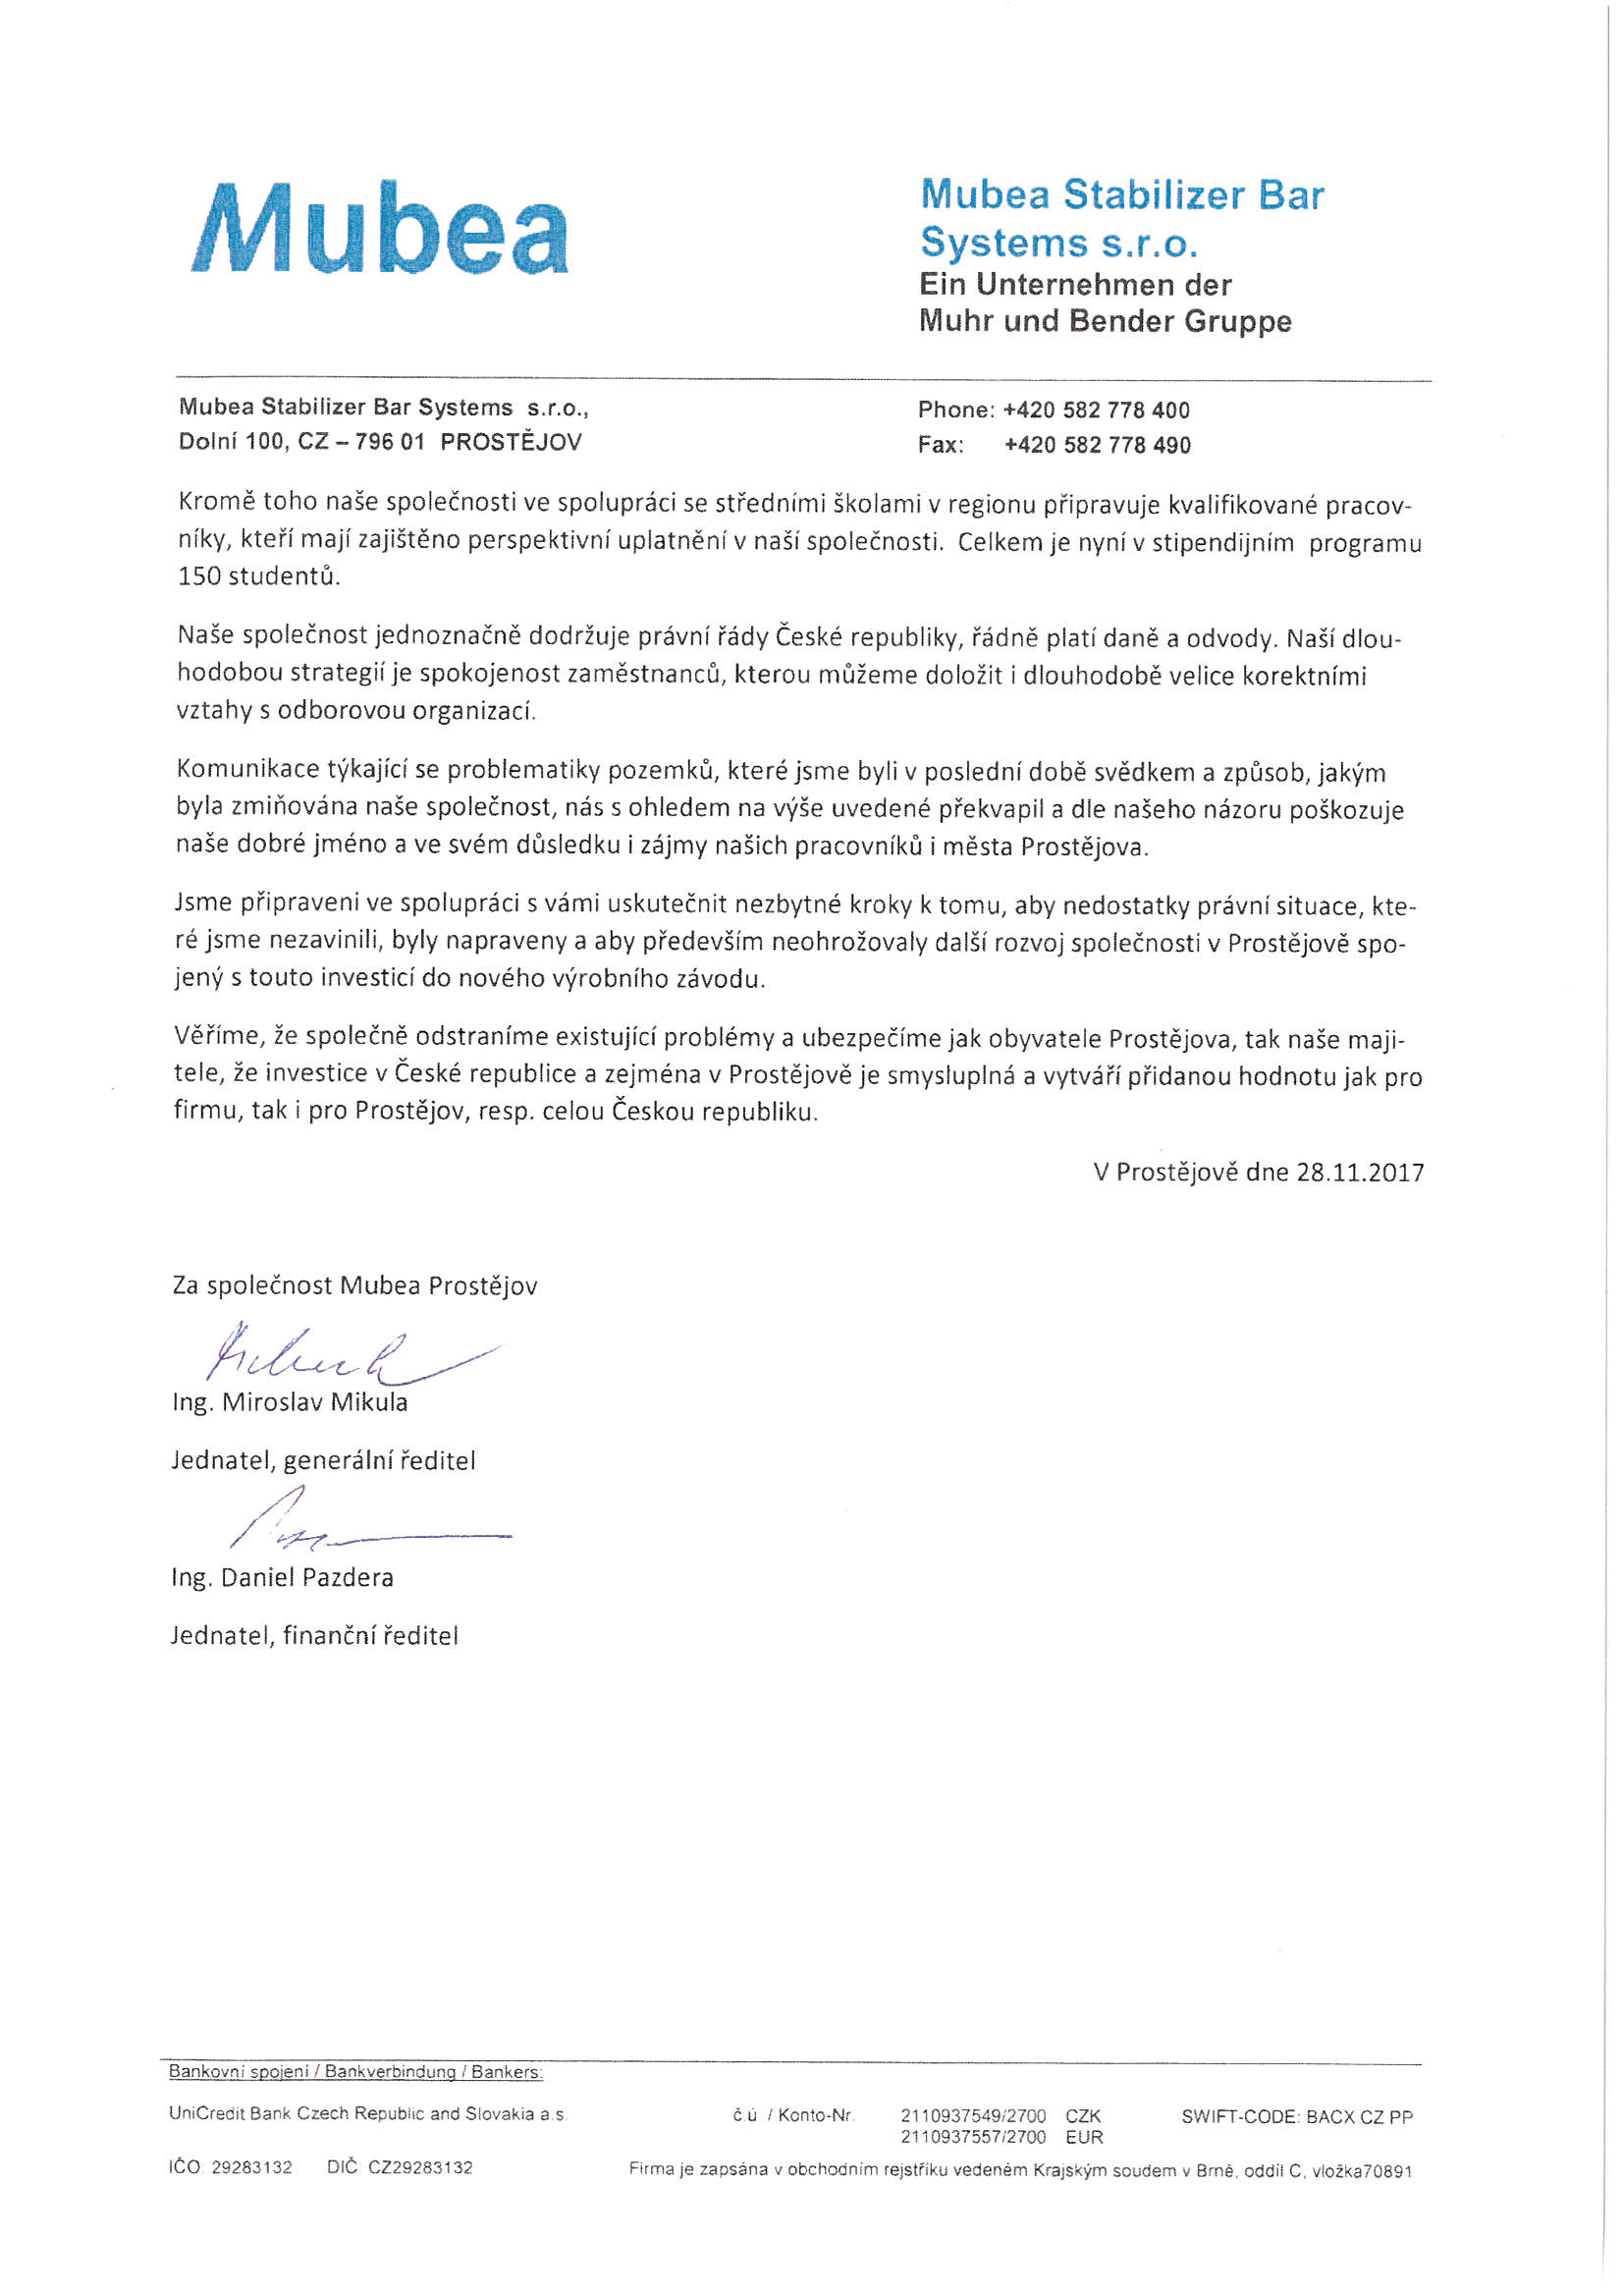 Mubea
Mubea Stabilizer Bar
Systems s.r.o.
Ein Unternehmen der
Muhr und Bender Gruppe
Mubea Stabilizer Bar Systems s.r.o.,
Dolní 100, CZ – 796 01 PROSTĚJOV
Phone: +420 582 778 400
Fax: +420 582 778 490
Kromě toho naše společnosti ve spolupráci se středními školami v regionu připravuje kvalifikované pracov-
níky, kteří mají zajištěno perspektivní uplatnění v naší společnosti. Celkem je nyní v stipendijním programu
150 studentů.
Naše společnost jednoznačně dodržuje právní řády České republiky, řádně platí daně a odvody. Naší dlou-
hodobou strategií je spokojenost zaměstnanců, kterou můžeme doložit i dlouhodobě velice korektními
vztahy s odborovou organizací.
Komunikace týkající se problematiky pozemků, které jsme byli v poslední době svědkem a způsob, jakým
byla zmiňována naše společnost, nás s ohledem na výše uvedené překvapil a dle našeho názoru poškozuje
naše dobré jméno a ve svém důsledku i zájmy našich pracovníků i města Prostějova.
Jsme připraveni ve spolupráci s vámi uskutečnit nezbytné kroky k tomu, aby nedostatky právní situace, kte-
ré jsme nezavinili, byly napraveny a aby především neohrožovaly další rozvoj společnosti v Prostějově spo-
jený s touto investicí do nového výrobního závodu.
Věříme, že společně odstraníme existující problémy a ubezpečíme jak obyvatele Prostějova, tak naše maji-
tele, že investice v České republice a zejména v Prostějově je smysluplná a vytváří přidanou hodnotu jak pro
firmu, tak i pro Prostějov, resp. celou Českou republiku.
V Prostějově dne 28.11.2017
Za společnost Mubea Prostějov
Ing. Miroslav Mikula
Jednatel, generální ředitel
Ing. Daniel Pazdera
Jednatel, finanční ředitel
Bankovní spojení / Bankverbindung / Bankers:
UniCredit Bank Czech Republic and Slovakia a.s. č.ú. / Konto-Nr. 2110937549/2700 CZK SWIFT-CODE: BACX CZ PP
2110937557/2700 EUR
IČO: 29283132 DIČ: CZ29283132 Firma je zapsána v obchodním rejstříku vedeném Krajským soudem v Brně, oddíl C, vložka70891